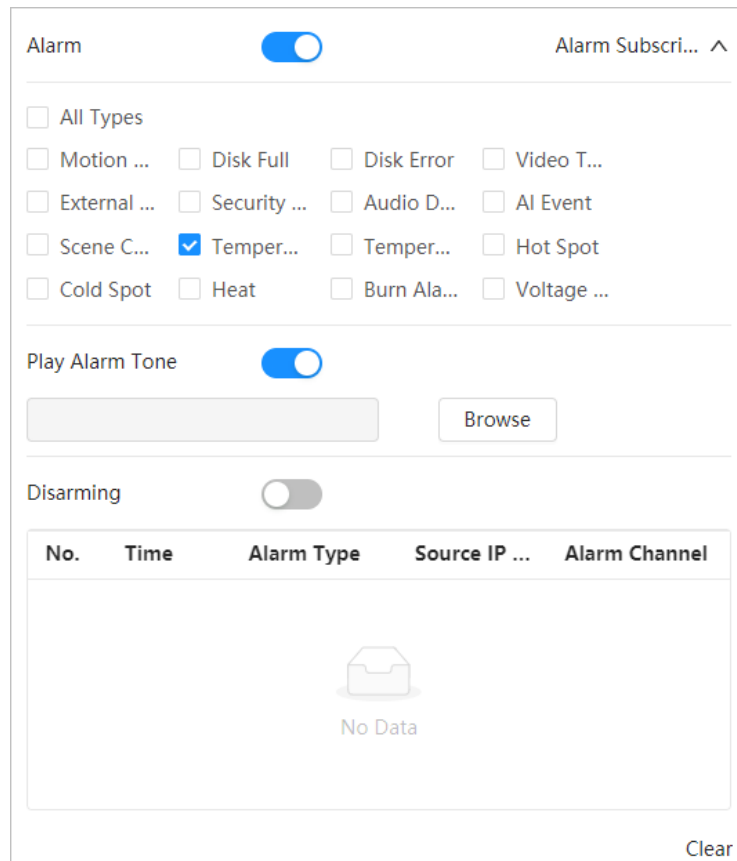 Alarm Alarm Subscri...
All Types
Motion ... Disk Full Disk Error Video T...
External ... Security ... Audio D... AI Event
Scene C... Temper... Temper... Hot Spot
Cold Spot Heat Burn Ala... Voltage ...
Play Alarm Tone
Browse
Disarming
No. Time Alarm Type Source IP ... Alarm Channel
No Data
Clear